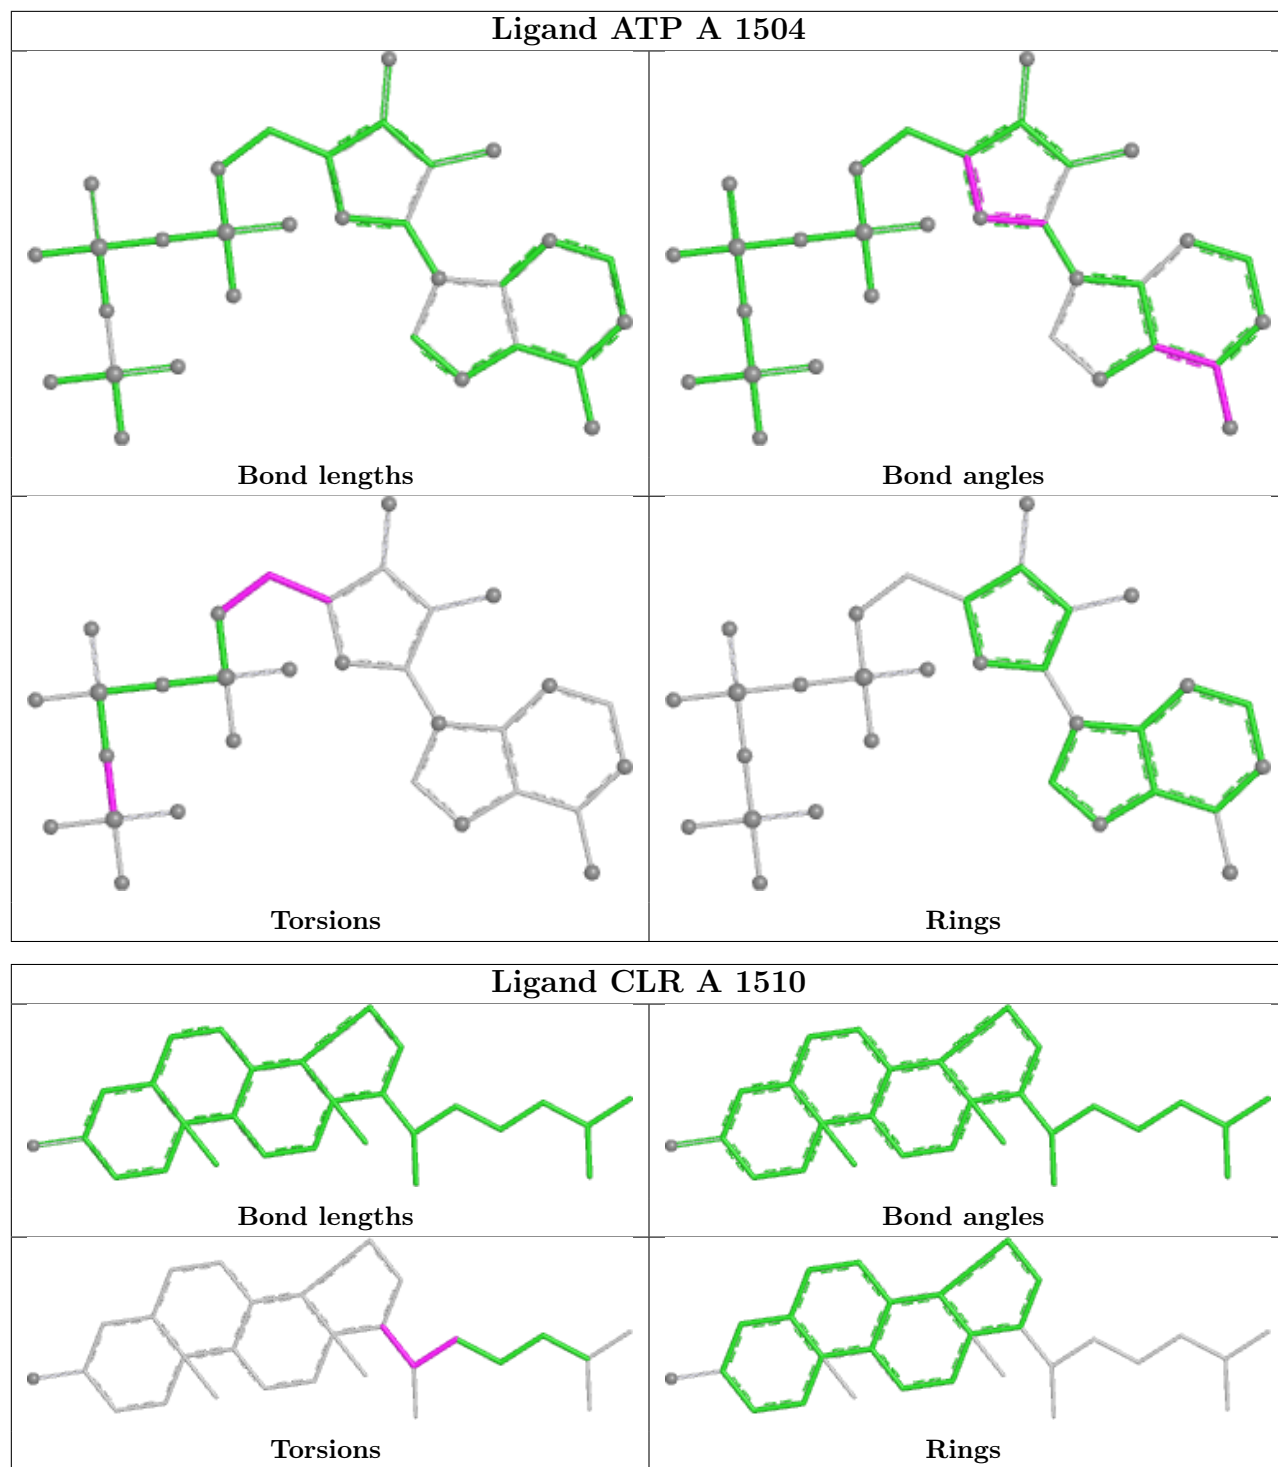 Ligand ATP A 1504
Bond lengths
Bond angles
Torsions
Rings
Ligand CLR A 1510
Bond lengths
Bond angles
Torsions
Rings